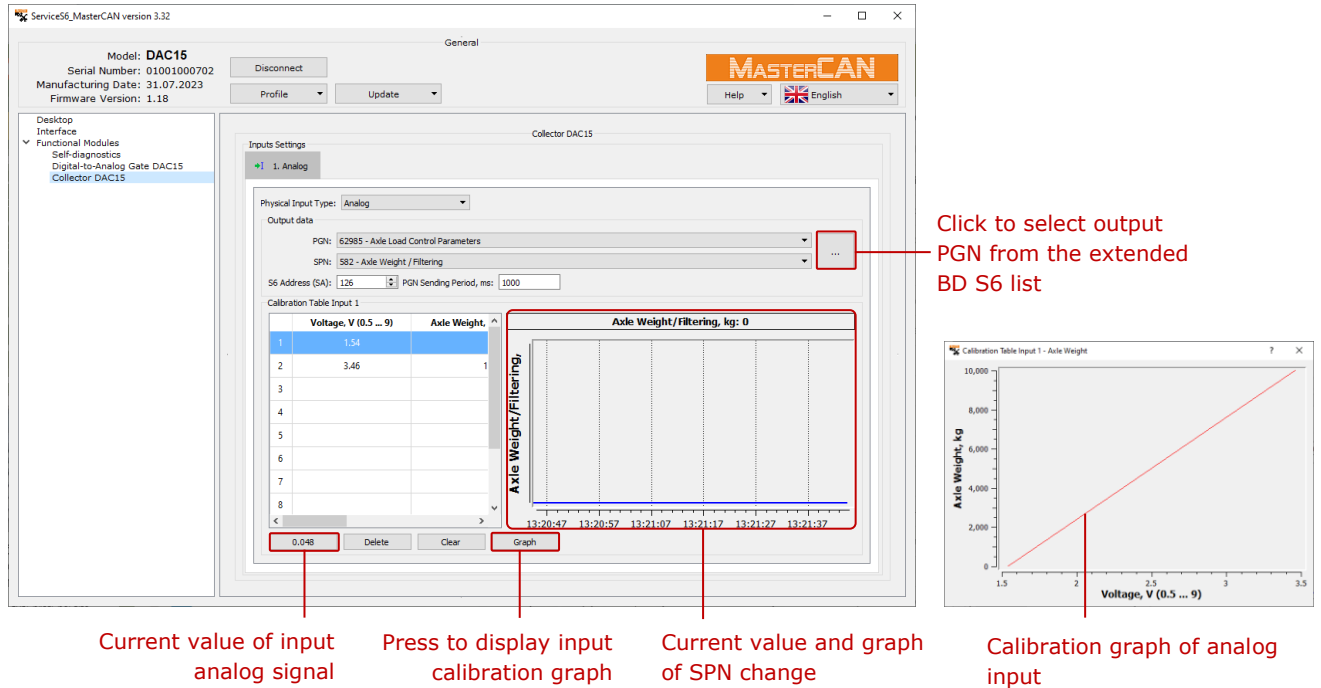 ServiceS6_MasterCAN version 3.32
General
Model: DAC15
Serial Number: 01001000702
Manufacturing Date: 31.07.2023
Firmware Version: 1.18
Disconnect
Profile
Update
MASTERCAN
Help
English
Desktop
Interface
Functional Modules
Self-diagnostics
Digital-to-Analog Gate DAC15
Collector DAC15
Collector DAC15
Inputs Settings
1. Analog
Physical Input Type: Analog
Output data
PGN: 62985 - Axle Load Control Parameters
SPN: 582 - Axle Weight / Filtering
...
S6 Address (SA): 126 PGN Sending Period, ms: 1000
Calibration Table Input 1
Voltage, V (0.5 ... 9) Axle Weight,
1 1.54
2 3.46 1
3
4
5
6
7
8
Axle Weight/Filtering, kg: 0
Axle Weight/Filtering,
13:20:47 13:20:57 13:21:07 13:21:17 13:21:27 13:21:37
0.048 Delete Clear Graph
Click to select output
PGN from the extended
BD S6 list
Calibration Table Input 1 - Axle Weight ?
10,000
8,000
6,000
4,000
2,000
0
Axle Weight, kg
1.5 2 2.5 3 3.5
Voltage, V (0.5 ... 9)
Current value of input
analog signal
Press to display input
calibration graph
Current value and graph
of SPN change
Calibration graph of analog
input